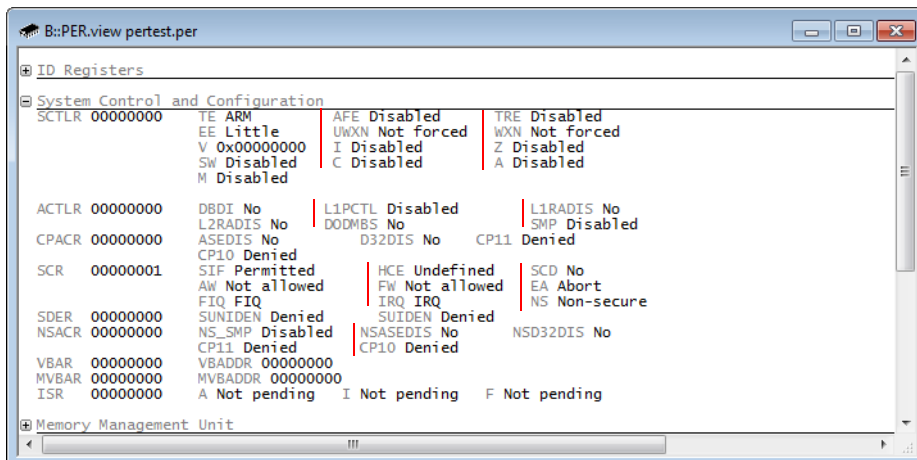 B::PER.view pertest.per
ID Registers
System Control and Configuration
SCTLR 00000000 TE ARM AFE Disabled TRE Disabled
EE Little UWXN Not forced WXN Not forced
V 0x00000000 I Disabled Z Disabled
SW Disabled C Disabled A Disabled
M Disabled
ACTLR 00000000 DBDI No L1PCTL Disabled L1RADIS No
L2RADIS No DODMBS No SMP Disabled
CPACR 00000000 ASEDIS No D32DIS No CP11 Denied
CP10 Denied
SCR 00000001 SIF Permitted HCE Undefined SCD No
AW Not allowed FW Not allowed EA Abort
FIQ FIQ IRQ IRQ NS Non-secure
SDER 00000000 SUNIDEN Denied SUIDEN Denied
NSACR 00000000 NS_SMP Disabled NSASEDIS No NSD32DIS No
CP11 Denied CP10 Denied
VBAR 00000000 VBADDR 00000000
MVBAR 00000000 MVBADDR 00000000
ISR 00000000 A Not pending I Not pending F Not pending
Memory Management Unit